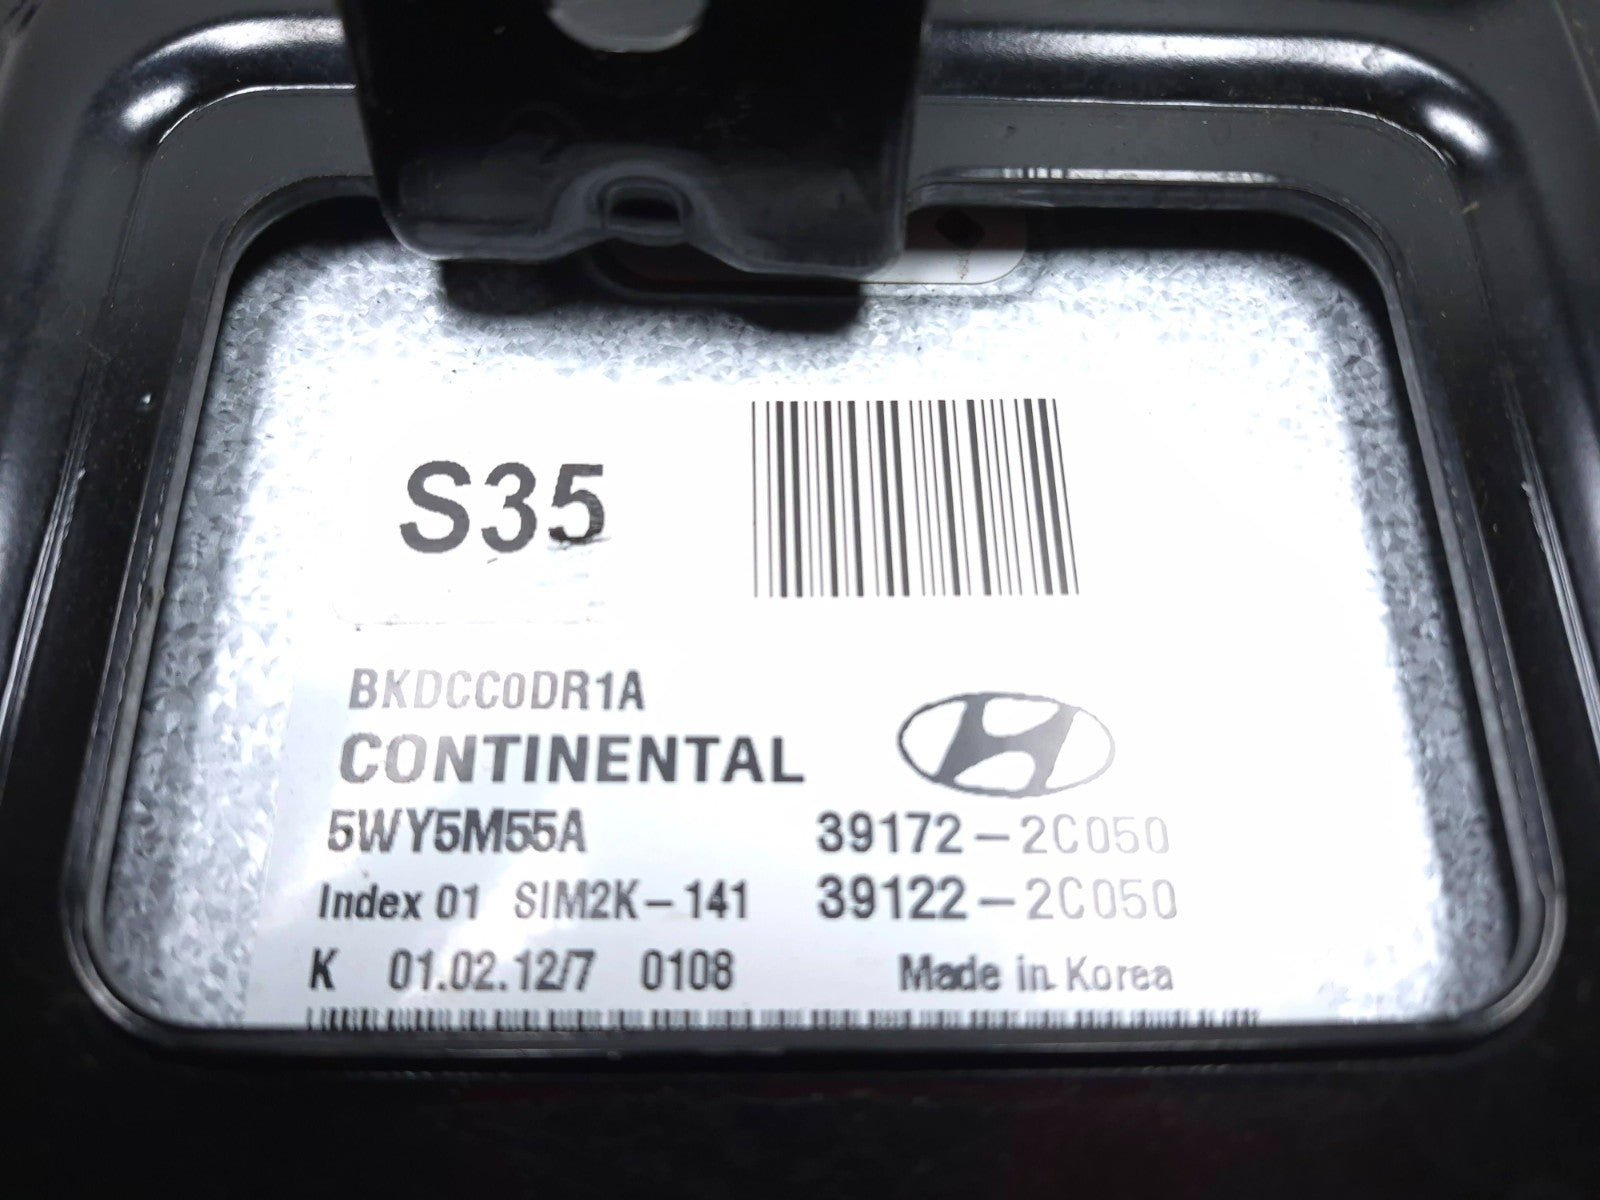 S35
BKDCC0DR1A
CONTINENTAL
5WY5M55A 39172-2C050
Index 01 SIM2K-141 39122-2C050
K 01.02.12/7 0108 Made in Korea